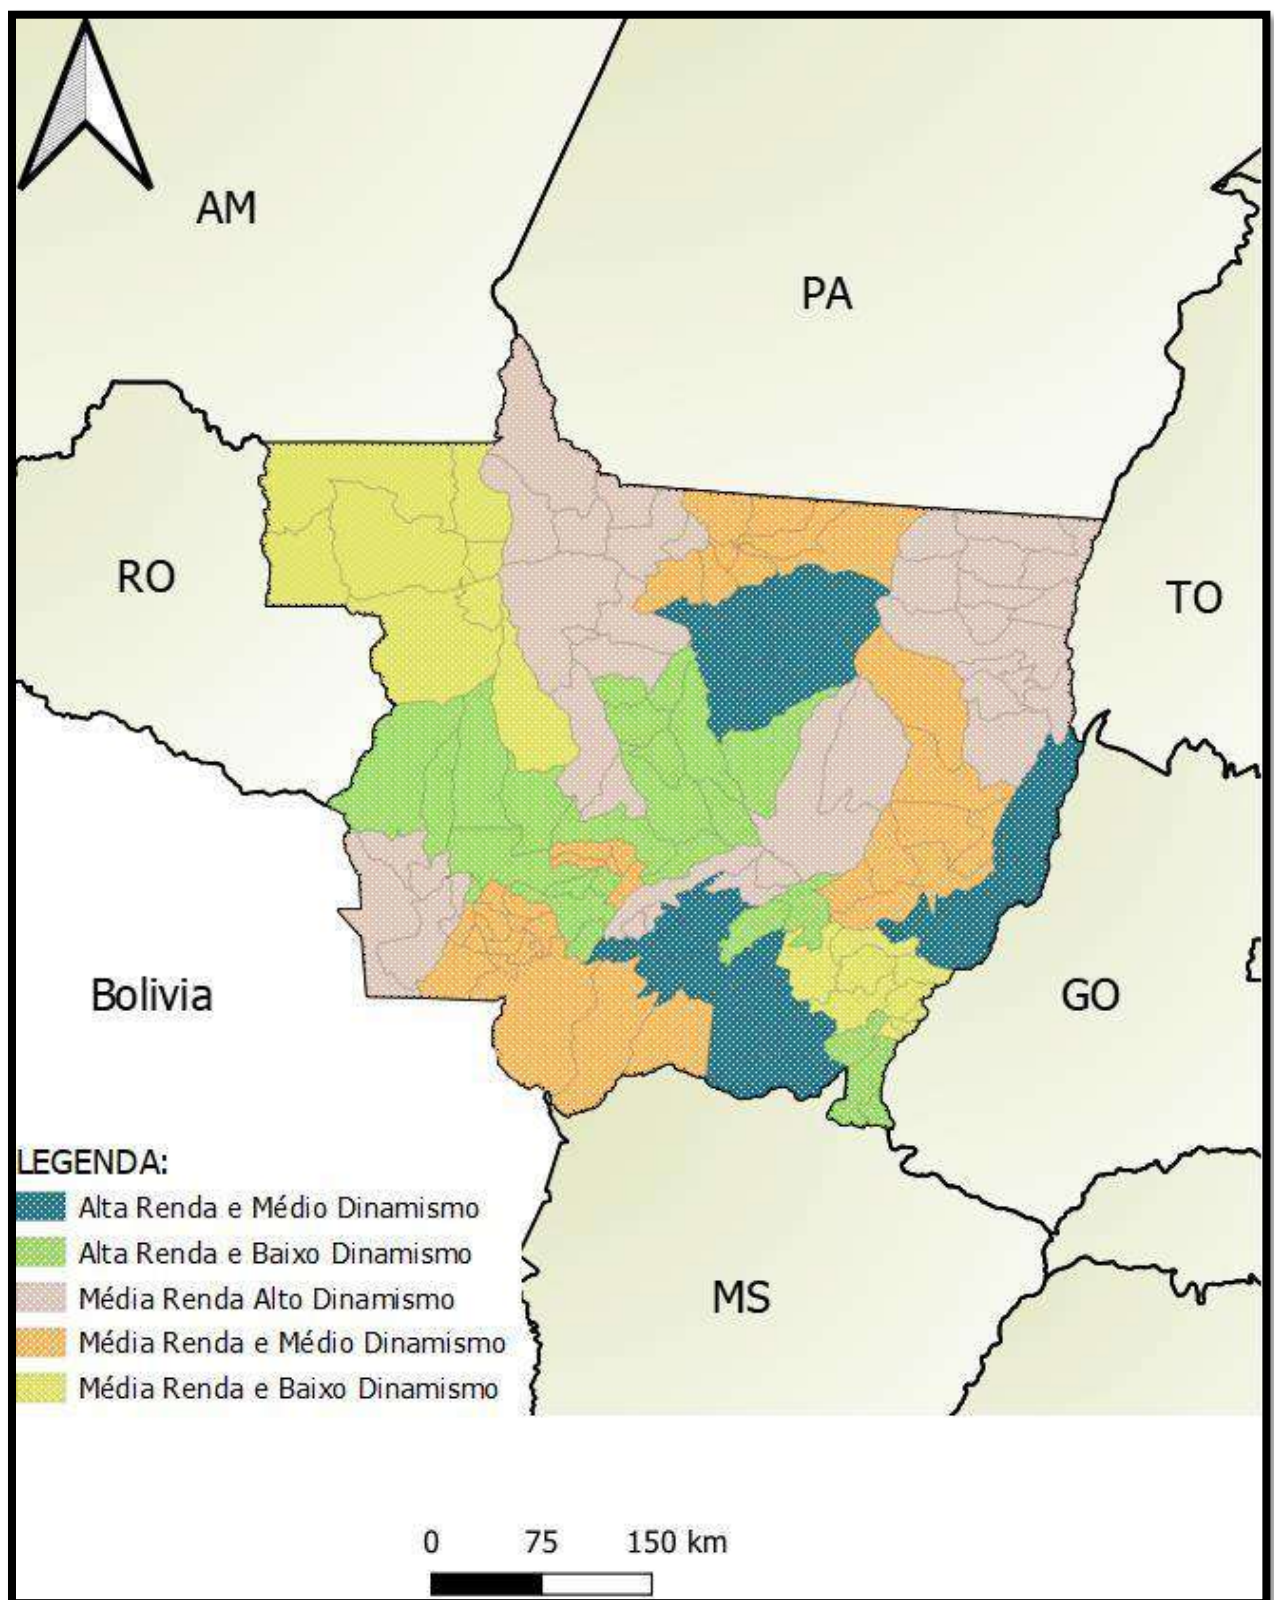 AM
PA
RO
TO
Bolivia
GO
MS
LEGENDA:
Alta Renda e Médio Dinamismo
Alta Renda e Baixo Dinamismo
Média Renda Alto Dinamismo
Média Renda e Médio Dinamismo
Média Renda e Baixo Dinamismo
0 75 150 km